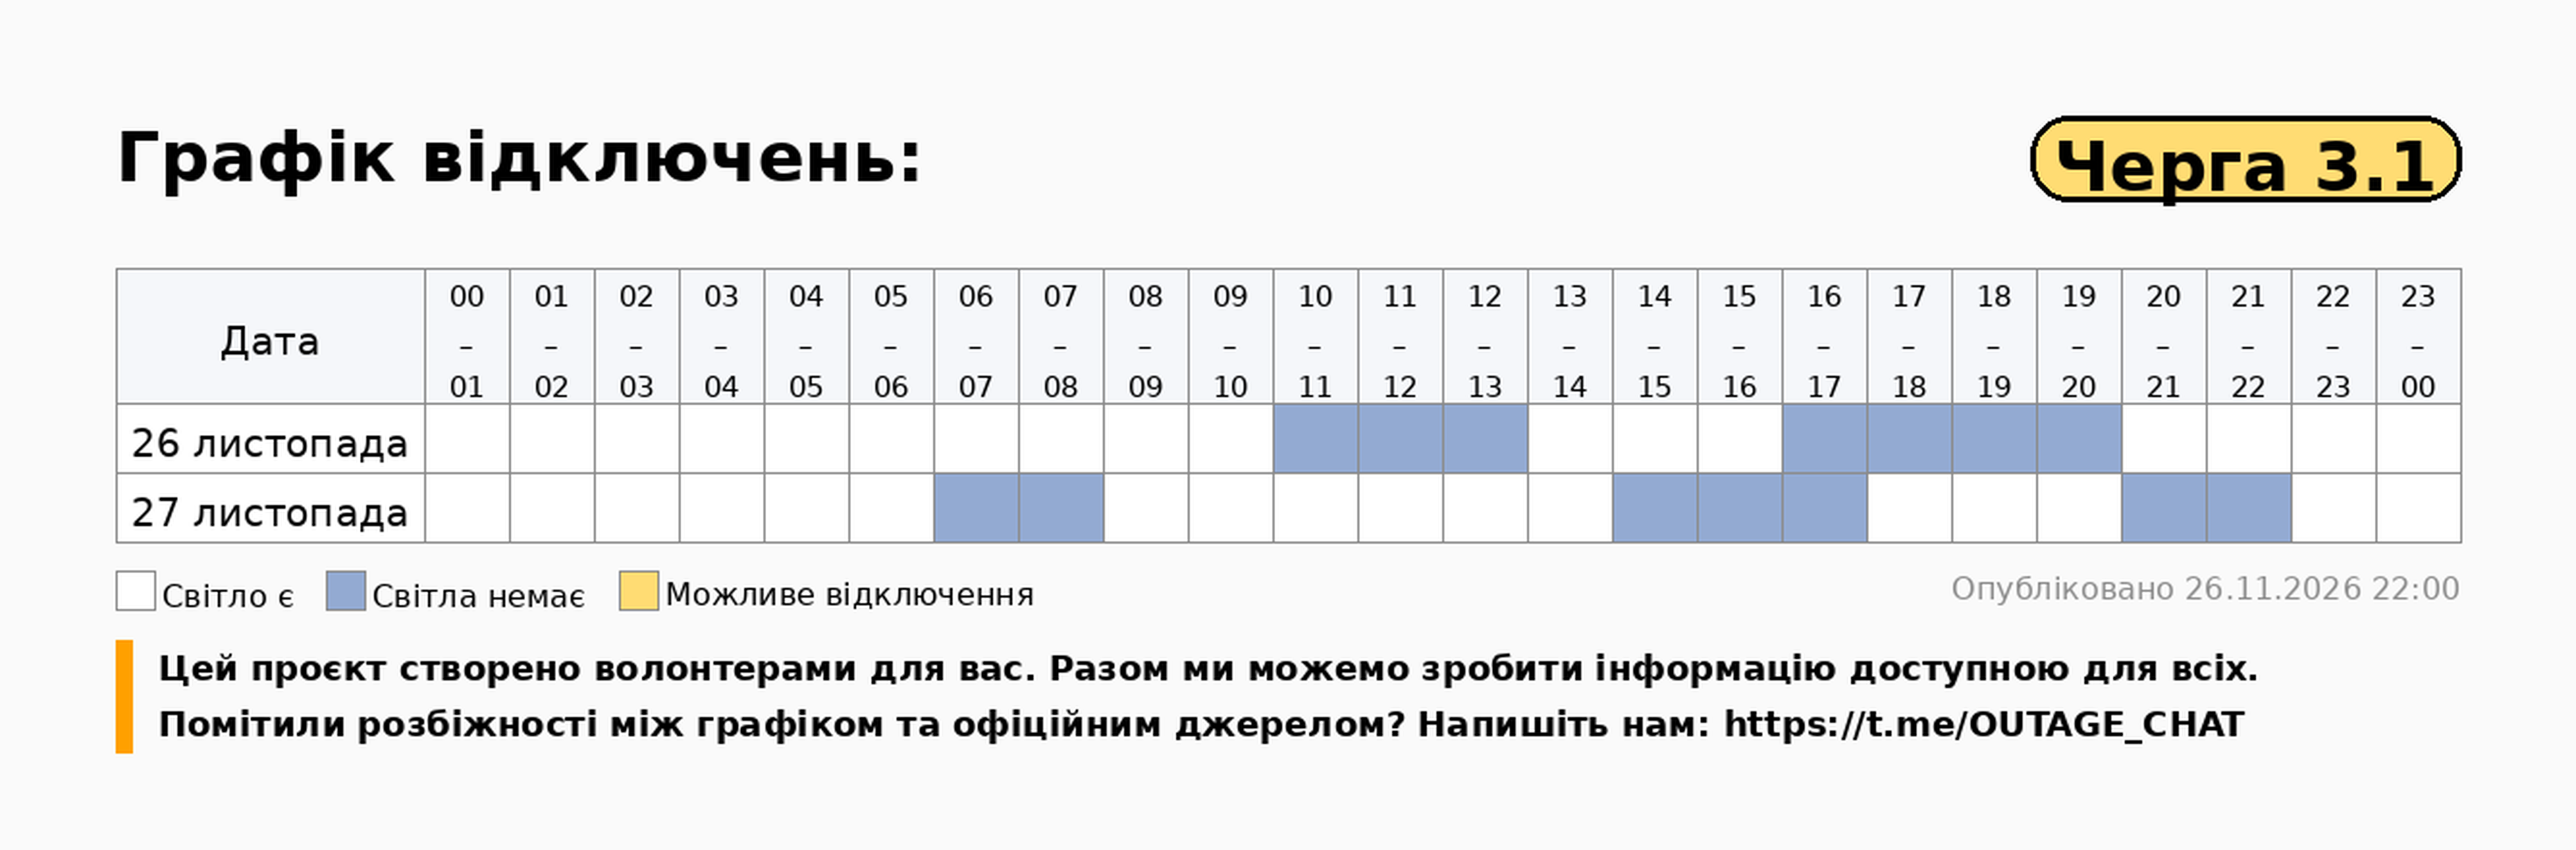 Графік відключень:
Черга 3.1
Дата 00 – 01 01 – 02 02 – 03 03 – 04 04 – 05 05 – 06 06 – 07 07 – 08 08 – 09 09 – 10 10 – 11 11 – 12 12 – 13 13 – 14 14 – 15 15 – 16 16 – 17 17 – 18 18 – 19 19 – 20 20 – 21 21 – 22 22 – 23 23 – 00
26 листопада
27 листопада
Світло є Світла немає Можливе відключення
Опубліковано 26.11.2026 22:00
Цей проєкт створено волонтерами для вас. Разом ми можемо зробити інформацію доступною для всіх.
Помітили розбіжності між графіком та офіційним джерелом? Напишіть нам: https://t.me/OUTAGE_CHAT